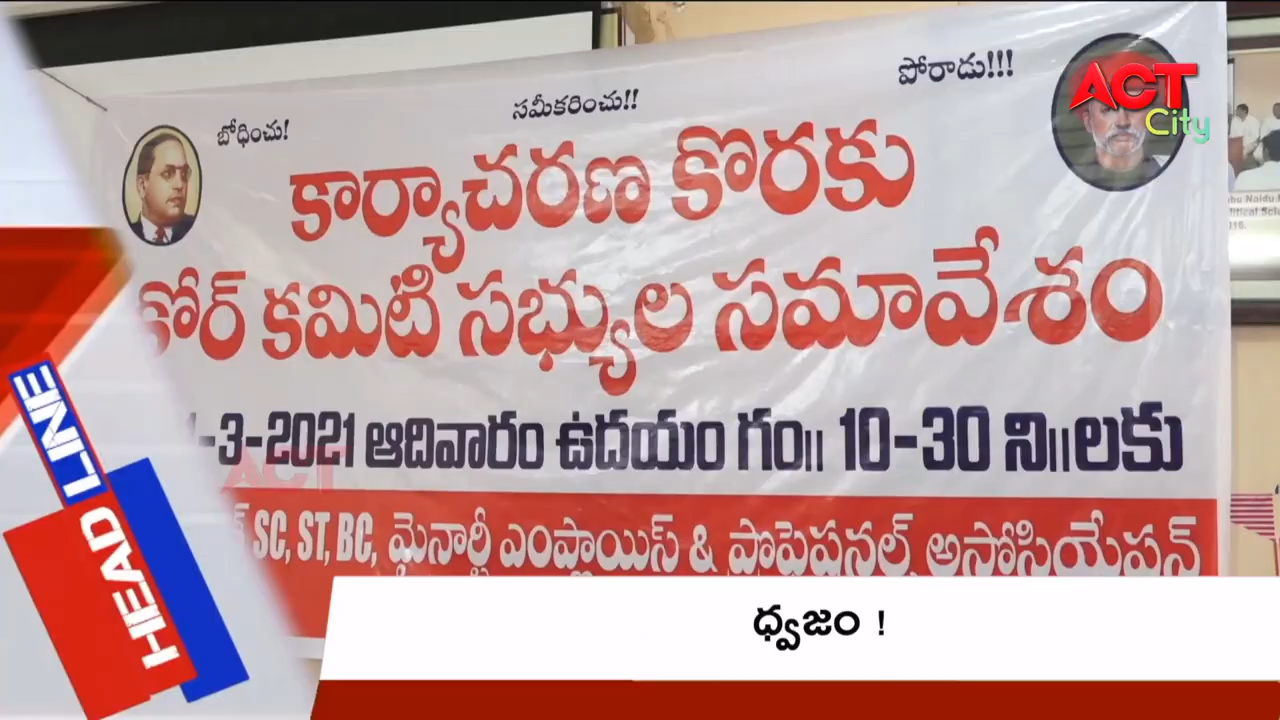 బోధించు!
సమీకరించు!!
పోరాడు!!!
ACT
City
కార్యాచరణ కొరకు
కోర్ కమిటి సభ్యుల సమావేశం
-3-2021 ఆదివారం ఉదయం గం॥ 10-30 ని॥లకు
ACT
SC, ST, BC, మైనార్టీ ఎంప్లాయిస్ & ప్రొఫెషనల్స్ అసోసియేషన్
HEAD LINE
ధ్వజం !